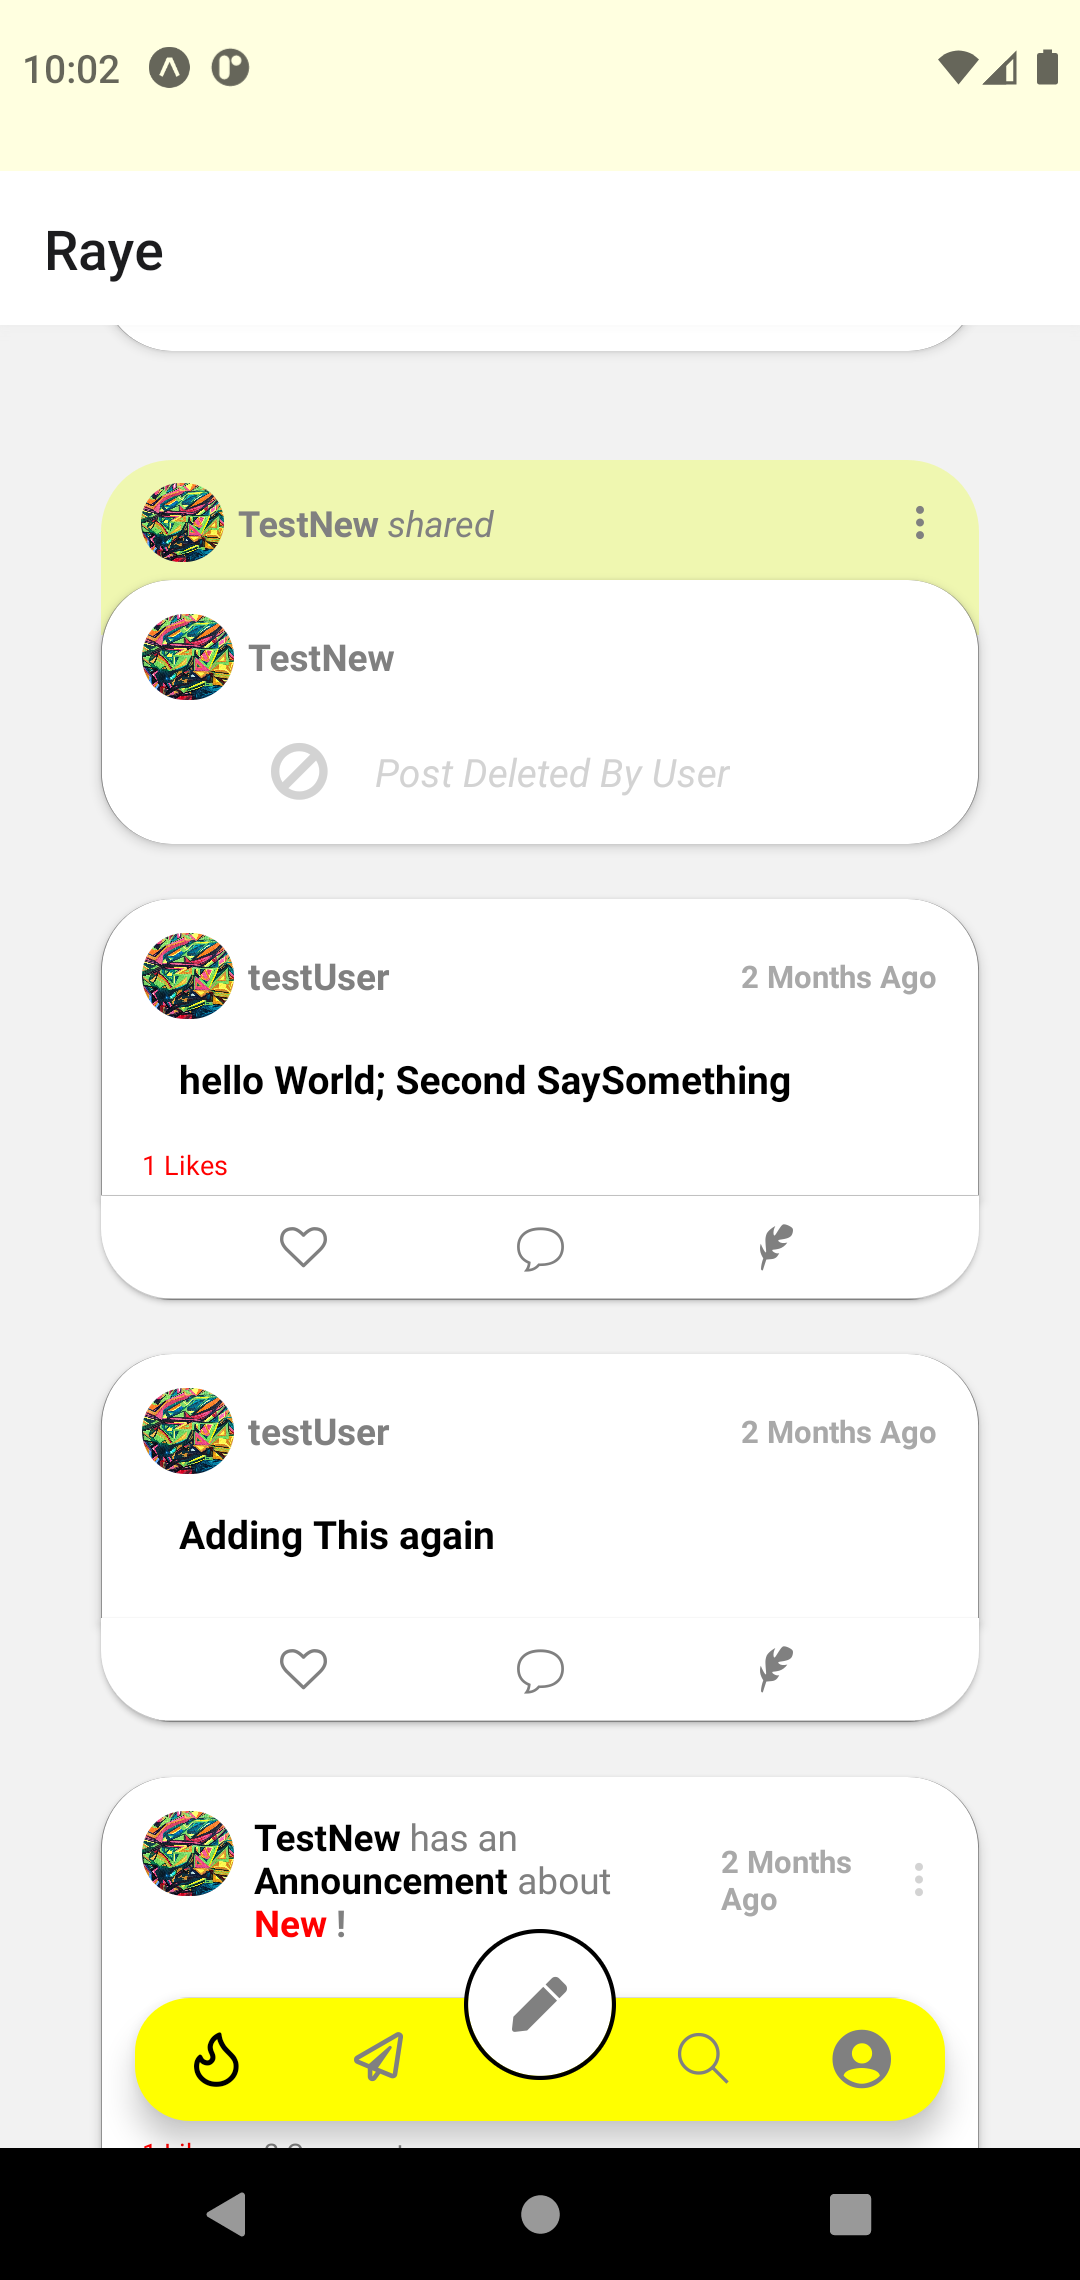 10:02
Raye
TestNew shared
TestNew
Post Deleted By User
testUser
2 Months Ago
hello World; Second SaySomething
1 Likes
testUser
2 Months Ago
Adding This again
TestNew has an
Announcement about
New !
2 Months
Ago